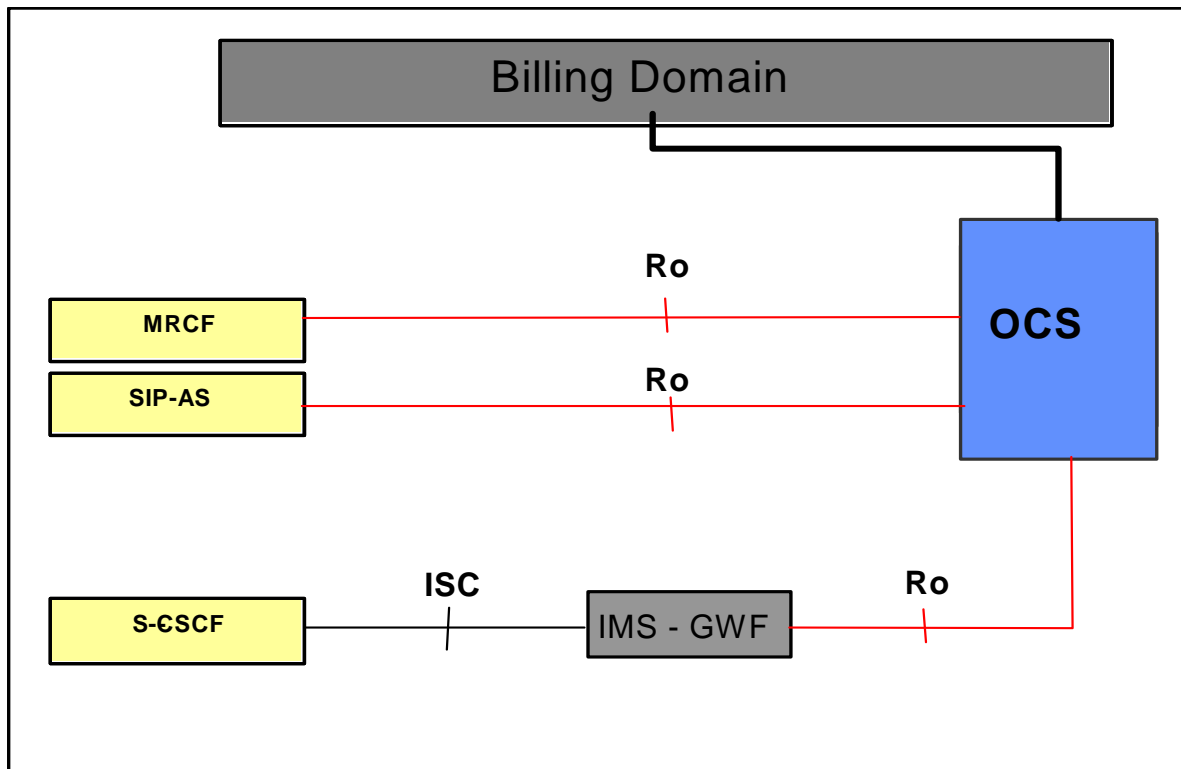 Billing Domain
Ro
OCS
MRCF
Ro
SIP-AS
ISC
Ro
S-CSCF
IMS - GWF